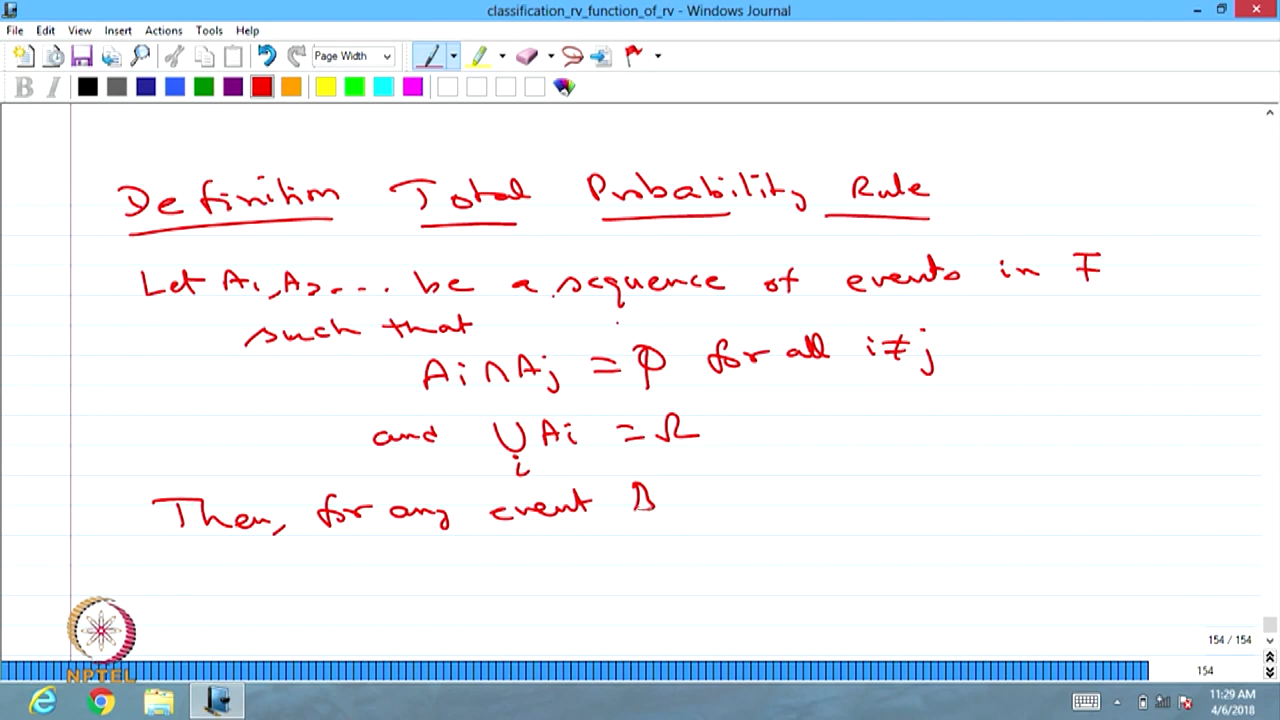 classification_rv_function_of_rv - Windows Journal
File Edit View Insert Actions Tools Help
Page Width
B I
Definition Total Probability Rule
Let A1, A2, ... be a sequence of events in F
such that
Ai ∩ Aj = φ for all i ≠ j
and ∪ Ai = Ω
i
Then, for any event B
154 / 154
154
NPTEL
11:29 AM
4/6/2018